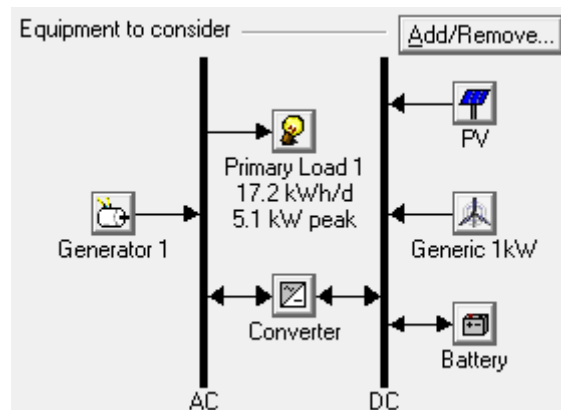 Equipment to consider
Add/Remove...
PV
Primary Load 1
17.2 kWh/d
5.1 kW peak
Generator 1
Generic 1kW
Converter
Battery
AC
DC